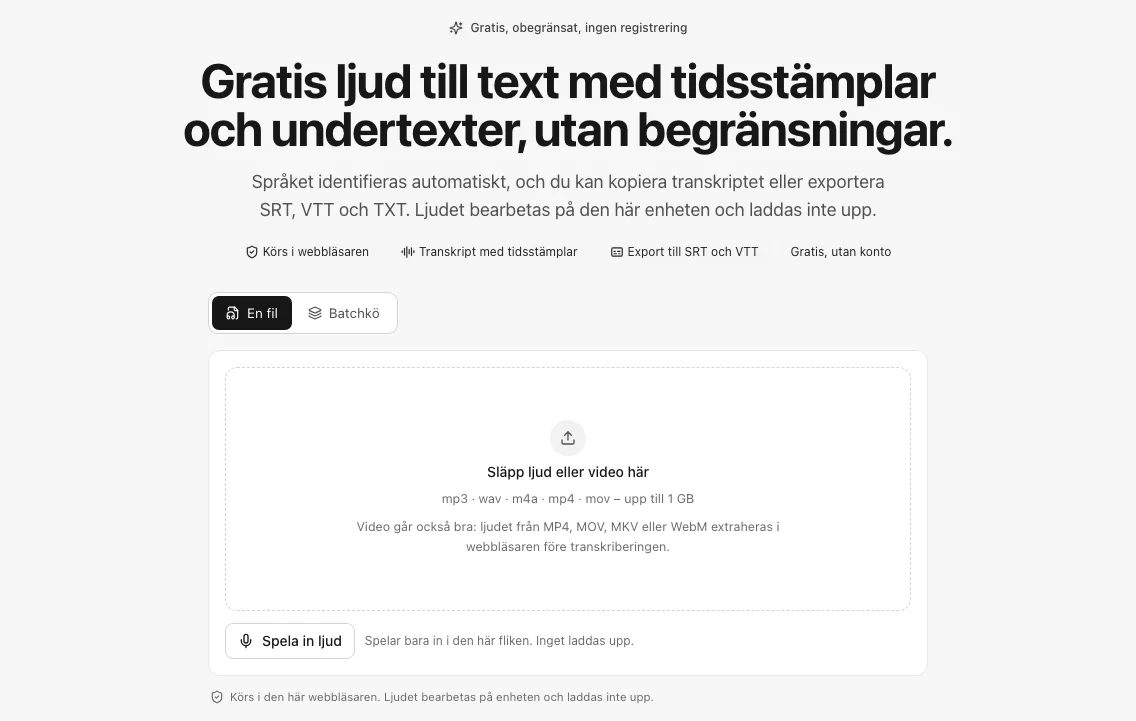 Gratis, obegränsat, ingen registrering
Gratis ljud till text med tidsstämplar
och undertexter, utan begränsningar.
Språket identifieras automatiskt, och du kan kopiera transkriptet eller exportera
SRT, VTT och TXT. Ljudet bearbetas på den här enheten och laddas inte upp.
Körs i webbläsaren
Transkript med tidsstämplar
Export till SRT och VTT
Gratis, utan konto
En fil
Batchkö
Släpp ljud eller video här
mp3 · wav · m4a · mp4 · mov – upp till 1 GB
Video går också bra: ljudet från MP4, MOV, MKV eller WebM extraheras i
webbläsaren före transkriberingen.
Spela in ljud
Spelar bara in i den här fliken. Inget laddas upp.
Körs i den här webbläsaren. Ljudet bearbetas på enheten och laddas inte upp.